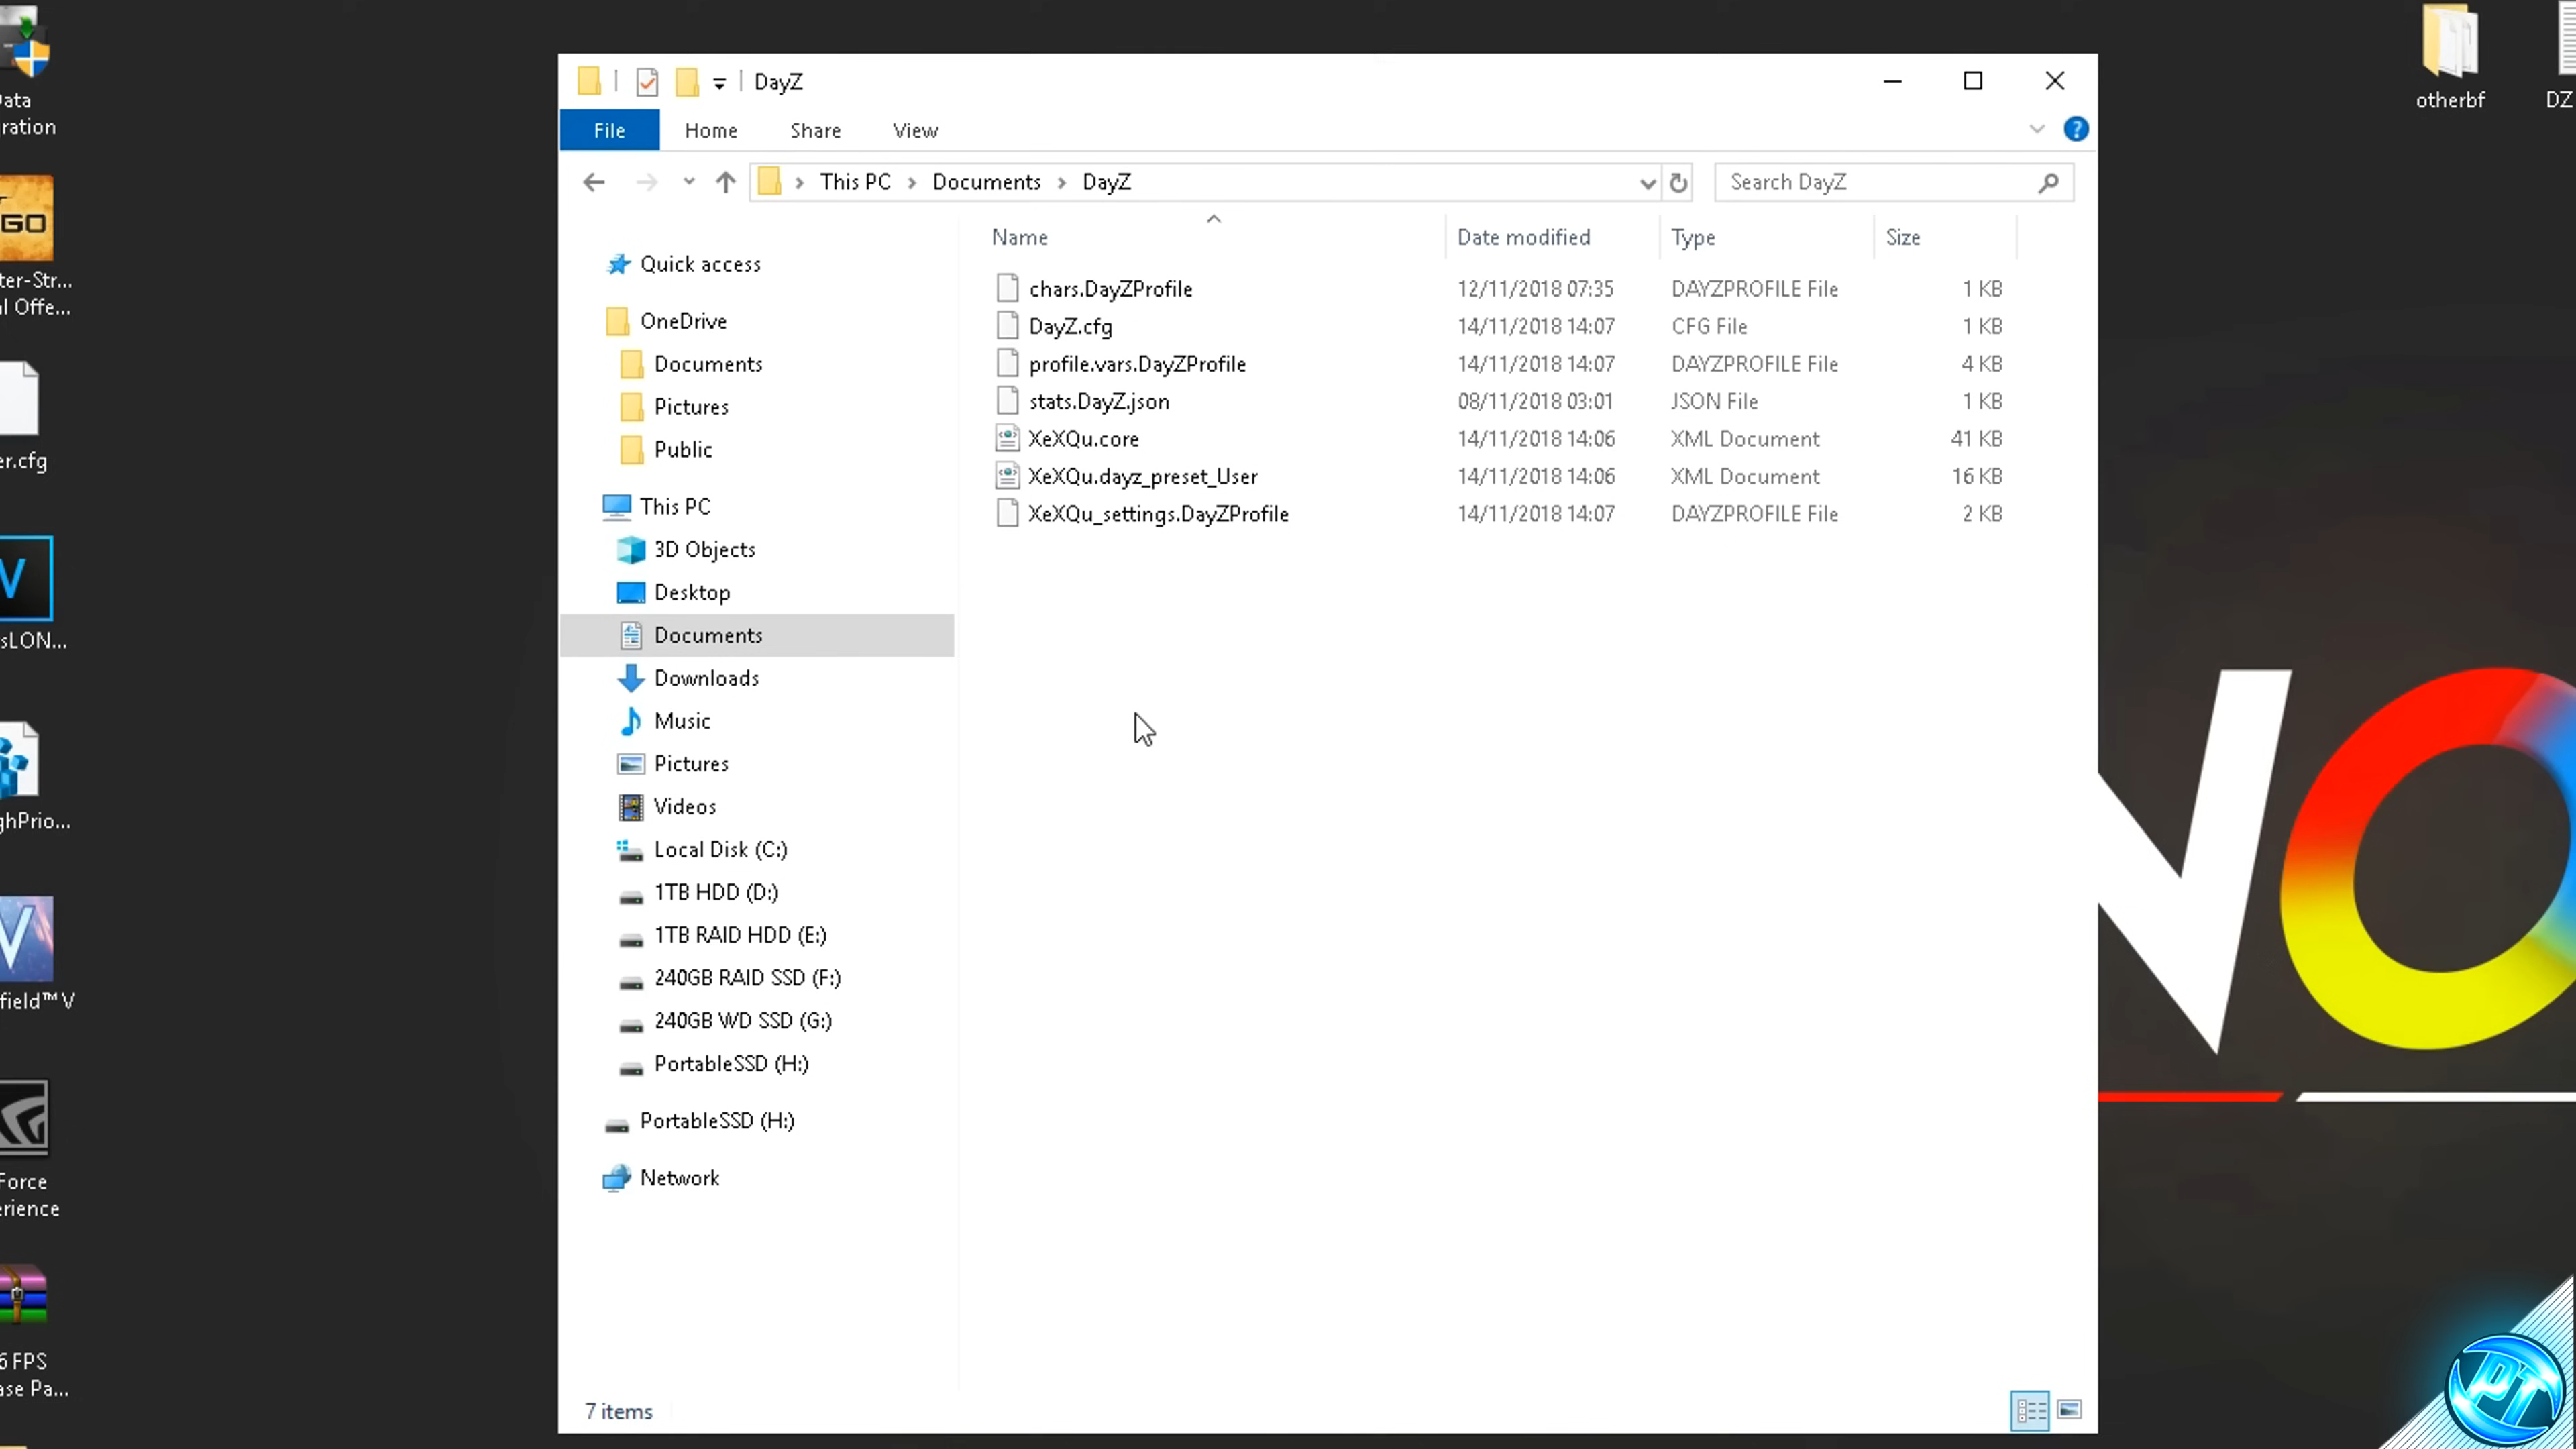 DayZ
File Home Share View
This PC > Documents > DayZ
Search DayZ
Name Date modified Type Size
chars.DayZProfile 12/11/2018 07:35 DAYZPROFILE File 1 KB
DayZ.cfg 14/11/2018 14:07 CFG File 1 KB
profile.vars.DayZProfile 14/11/2018 14:07 DAYZPROFILE File 4 KB
stats.DayZ.json 08/11/2018 03:01 JSON File 1 KB
XeXQu.core 14/11/2018 14:06 XML Document 41 KB
XeXQu.dayz_preset_User 14/11/2018 14:06 XML Document 16 KB
XeXQu_settings.DayZProfile 14/11/2018 14:07 DAYZPROFILE File 2 KB
Quick access
OneDrive
Documents
Pictures
Public
This PC
3D Objects
Desktop
Documents
Downloads
Music
Pictures
Videos
Local Disk (C:)
1TB HDD (D:)
1TB RAID HDD (E:)
240GB RAID SSD (F:)
240GB WD SSD (G:)
PortableSSD (H:)
PortableSSD (H:)
Network
7 items
ata
ration
GO
ter-Str...
l Offe...
er.cfg
V
sLON...
ghPrio...
V
field™ V
Force
erience
6 FPS
ase Pa...
otherbf
DZ
NO
PT